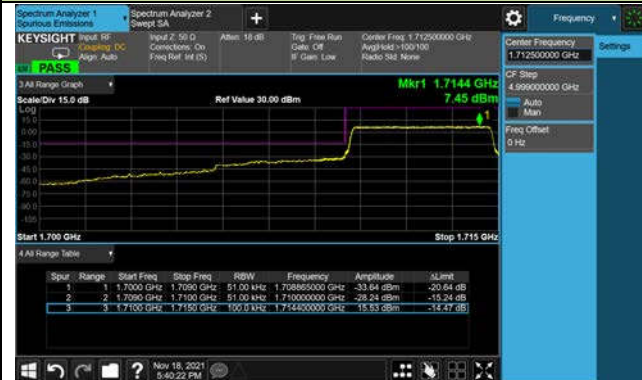 Spectrum Analyzer 1
Spurious Emissions
Spectrum Analyzer 2
Swept SA
+
Frequency
KEYSIGHT
Input: RF
Coupling: DC
Align: Auto
Input Z: 50 Ω
Corrections: On
Freq Ref: Int (S)
Atten: 18 dB
Trig: Free Run
Gate: Off
IF Gain: Low
Center Freq: 1.712500000 GHz
Avg|Hold:>100/100
Radio Std: None
PASS
Center Frequency
1.712500000 GHz
Settings
CF Step
4.999000000 GHz
Auto
Man
Freq Offset
0 Hz
3 All Range Graph
Mkr1 1.7144 GHz
7.45 dBm
Scale/Div 15.0 dB
Ref Value 30.00 dBm
Log
15.0
0.00
-15.0
-30.0
-45.0
-60.0
-75.0
-90.0
-105
1
Start 1.700 GHz
Stop 1.715 GHz
4 All Range Table
Spur Range Start Freq Stop Freq RBW Frequency Amplitude ΔLimit
1 1 1.7000 GHz 1.7090 GHz 51.00 kHz 1.708865000 GHz -33.64 dBm -20.64 dB
2 2 1.7090 GHz 1.7100 GHz 51.00 kHz 1.710000000 GHz -28.24 dBm -15.24 dB
3 3 1.7100 GHz 1.7150 GHz 100.0 kHz 1.714400000 GHz 15.53 dBm -14.47 dB
Nov 18, 2021
5:40:22 PM